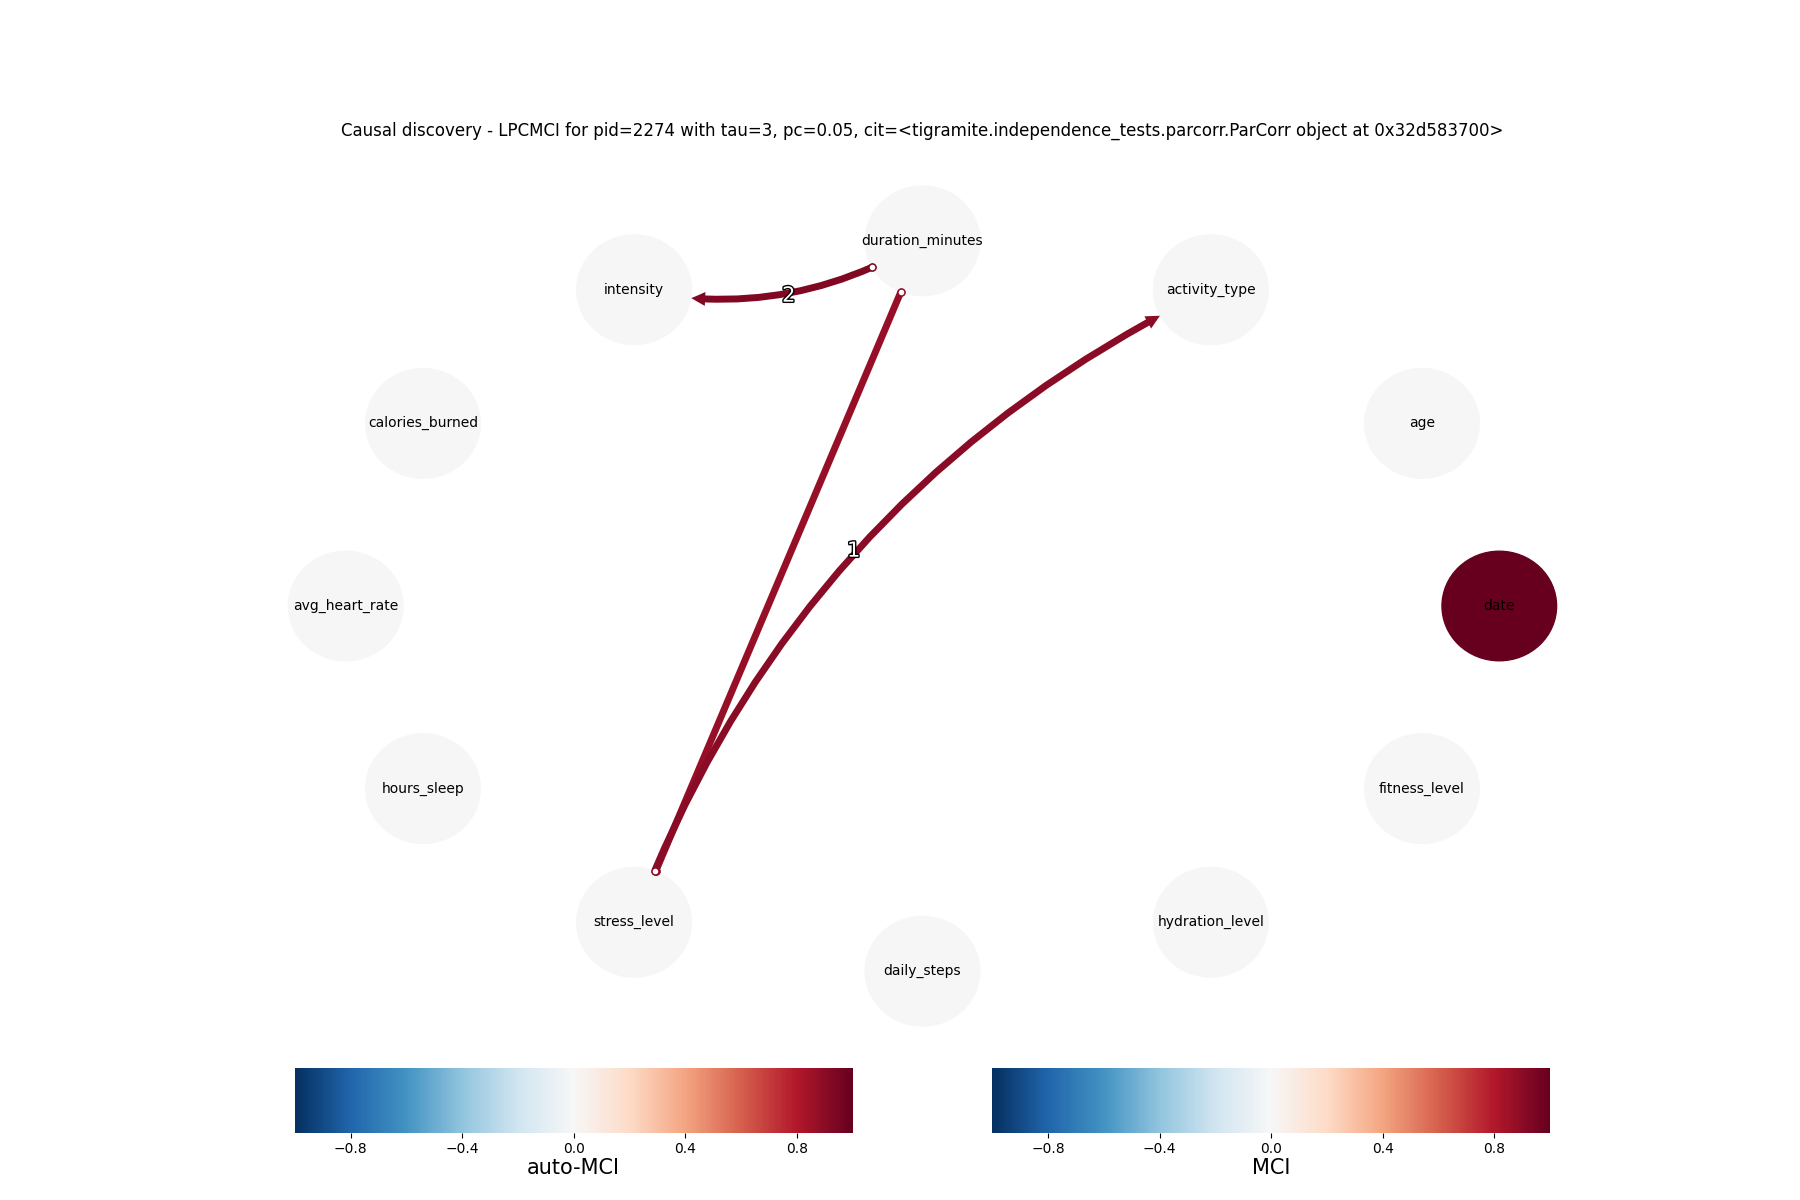 Causal discovery - LPCMCI for pid=2274 with tau=3, pc=0.05, cit=<tigramite.independence_tests.parcorr.ParCorr object at 0x32d583700>
duration_minutes
intensity
activity_type
2
calories_burned
age
1
avg_heart_rate
date
hours_sleep
fitness_level
stress_level
hydration_level
daily_steps
−0.8 −0.4 0.0 0.4 0.8
auto-MCI
−0.8 −0.4 0.0 0.4 0.8
MCI